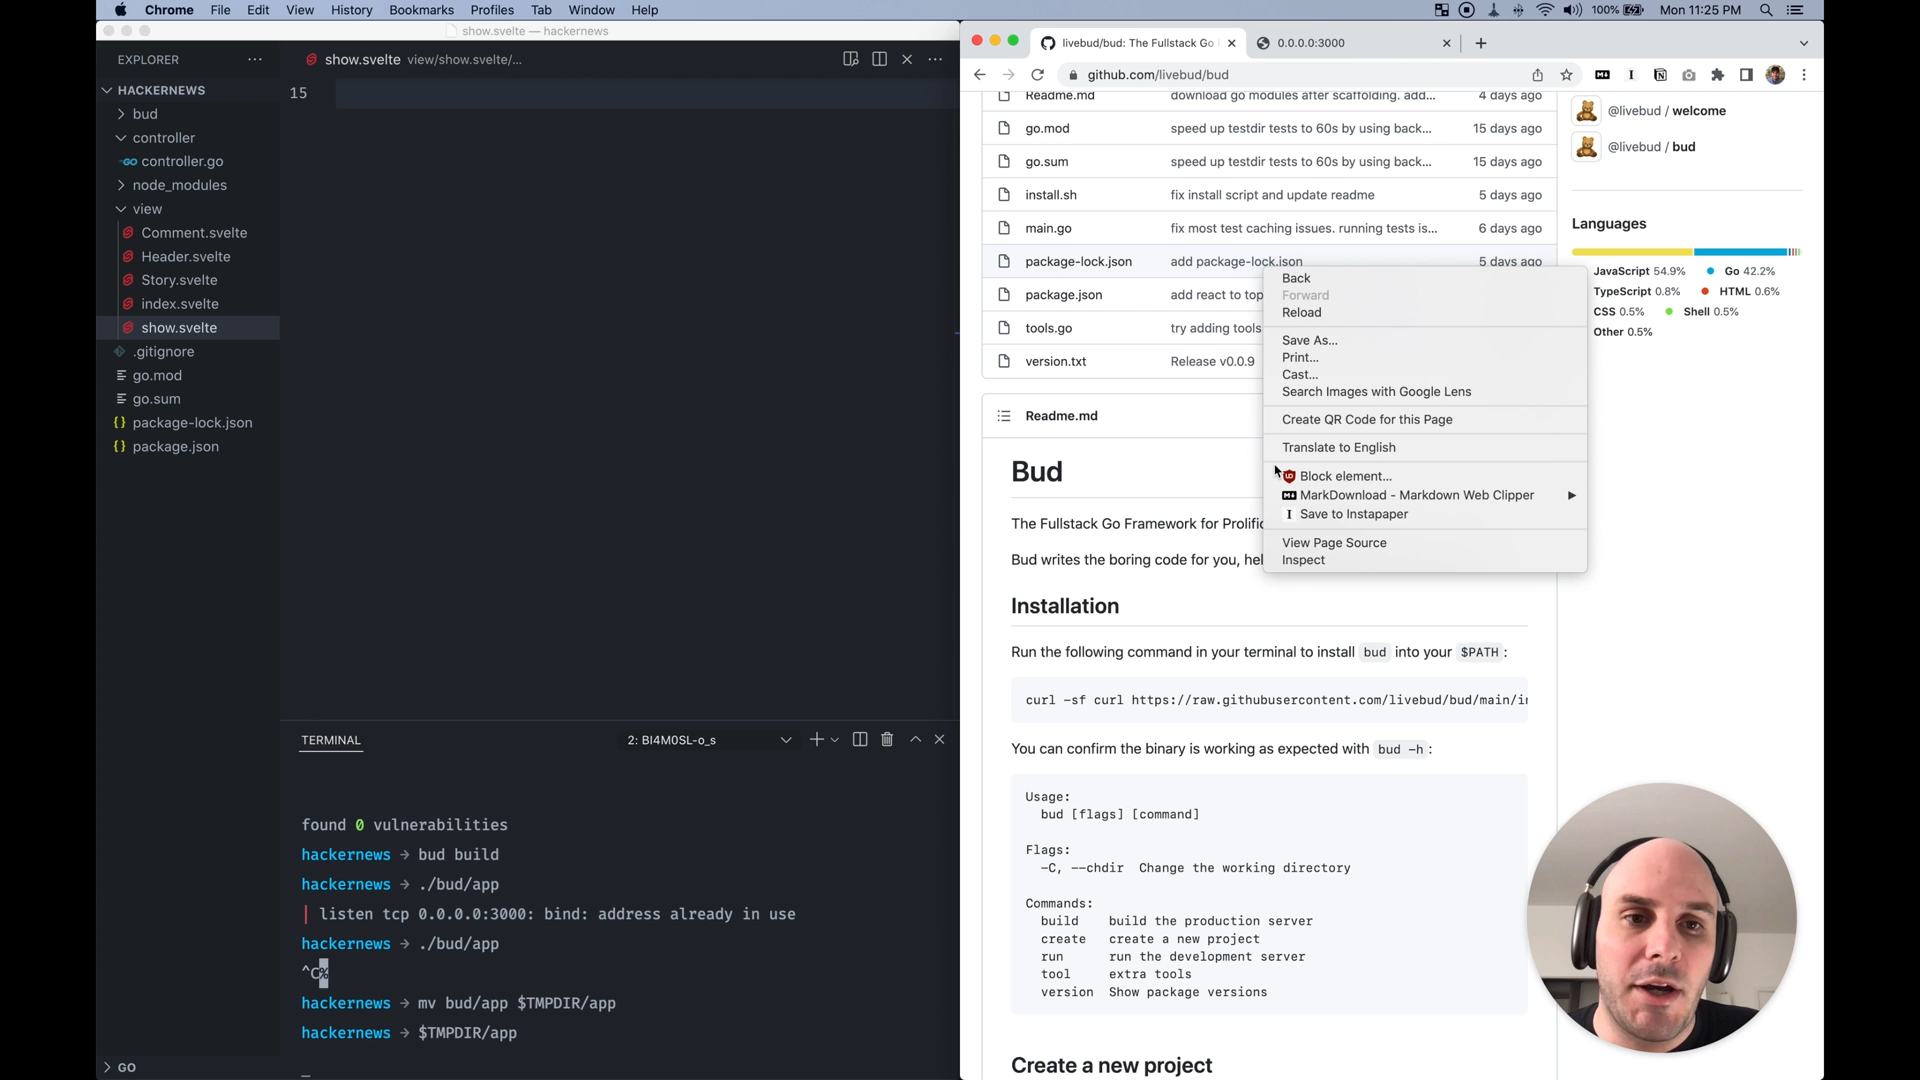 Chrome File Edit View History Bookmarks Profiles Tab Window Help
100% Mon 11:25 PM
show.svelte — hackernews
EXPLORER
HACKERNEWS
bud
controller
controller.go
node_modules
view
Comment.svelte
Header.svelte
Story.svelte
index.svelte
show.svelte
.gitignore
go.mod
go.sum
package-lock.json
package.json
GO
show.svelte view/show.svelte/...
15
TERMINAL
2: BI4M0SL-o_s
found 0 vulnerabilities
hackernews → bud build
hackernews → ./bud/app
| listen tcp 0.0.0.0:3000: bind: address already in use
hackernews → ./bud/app
^C%
hackernews → mv bud/app $TMPDIR/app
hackernews → $TMPDIR/app
livebud/bud: The Fullstack Go
0.0.0.0:3000
github.com/livebud/bud
Readme.md download go modules after scaffolding. add... 4 days ago
go.mod speed up testdir tests to 60s by using back... 15 days ago
go.sum speed up testdir tests to 60s by using back... 15 days ago
install.sh fix install script and update readme 5 days ago
main.go fix most test caching issues. running tests is... 6 days ago
package-lock.json add package-lock.json 5 days ago
package.json add react to top
tools.go try adding tools
version.txt Release v0.0.9
Back
Forward
Reload
Save As...
Print...
Cast...
Search Images with Google Lens
Create QR Code for this Page
Translate to English
Block element...
MarkDownload - Markdown Web Clipper
Save to Instapaper
View Page Source
Inspect
Readme.md
Bud
The Fullstack Go Framework for Prolific
Bud writes the boring code for you, hel
Installation
Run the following command in your terminal to install bud into your $PATH:
curl -sf curl https://raw.githubusercontent.com/livebud/bud/main/in
You can confirm the binary is working as expected with bud -h:
Usage:
bud [flags] [command]
Flags:
-C, --chdir Change the working directory
Commands:
build build the production server
create create a new project
run run the development server
tool extra tools
version Show package versions
Create a new project
@livebud / welcome
@livebud / bud
Languages
JavaScript 54.9% Go 42.2%
TypeScript 0.8% HTML 0.6%
CSS 0.5% Shell 0.5%
Other 0.5%